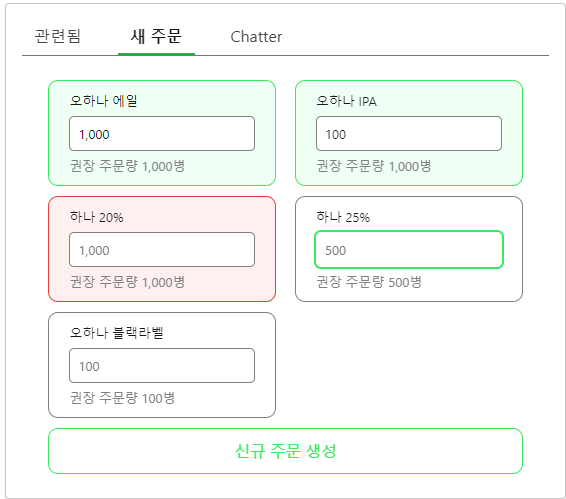 관련됨 새 주문 Chatter
오하나 에일 오하나 IPA
1,000 100
권장 주문량 1,000병 권장 주문량 1,000병
하나 20% 하나 25%
1,000 500
권장 주문량 1,000병 권장 주문량 500병
오하나 블랙라벨
100
권장 주문량 100병
신규 주문 생성